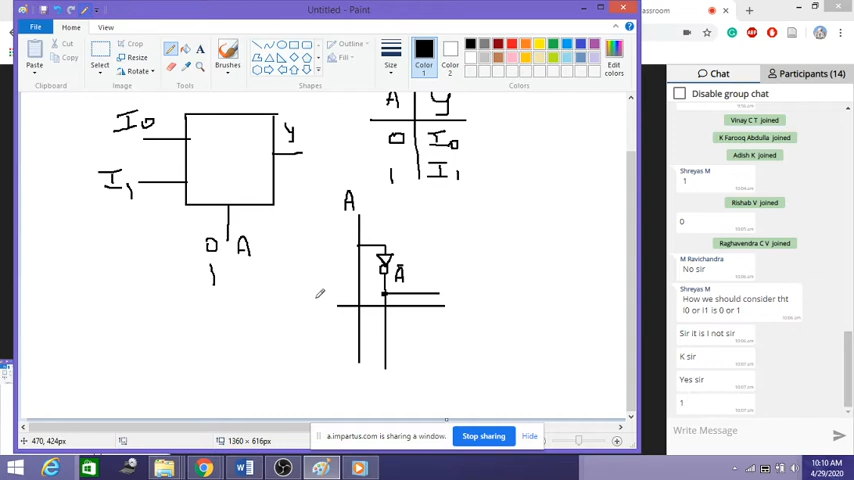 Untitled - Paint
File
Home
View
Paste
Cut
Copy
Clipboard
Select
Crop
Resize
Rotate
Image
Tools
Brushes
Outline
Fill
Shapes
Size
Color 1
Color 2
Edit colors
Colors
I0
I1
Y
0 A
1
A Y
0 I0
1 I1
A
Ā
470, 424px
1360 × 616px
a.impartus.com is sharing a window.
Stop sharing
Hide
Chat
Participants (14)
Disable group chat
Vinay C T joined
K Farooq Abdulla joined
Adish K joined
Shreyas M
1
Rishab V joined
0
Raghavendra C V joined
M Ravichandra
No sir
Shreyas M
How we should consider tht
I0 or I1 is 0 or 1
Sir it is I not sir
K sir
Yes sir
1
Write Message
10:10 AM
4/29/2020